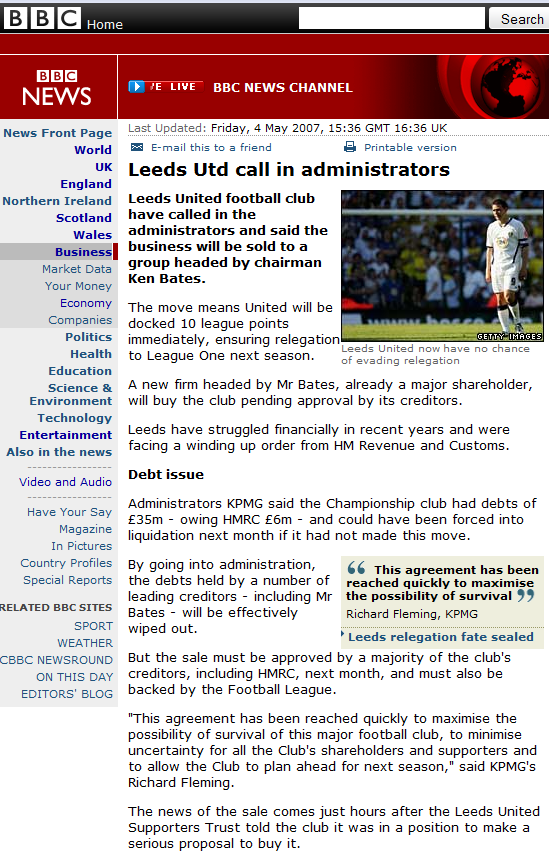 BBC Home
Search
BBC
NEWS
LIVE BBC NEWS CHANNEL
News Front Page
World
UK
England
Northern Ireland
Scotland
Wales
Business
Market Data
Your Money
Economy
Companies
Politics
Health
Education
Science &
Environment
Technology
Entertainment
Also in the news
Video and Audio
Have Your Say
Magazine
In Pictures
Country Profiles
Special Reports
RELATED BBC SITES
SPORT
WEATHER
CBBC NEWSROUND
ON THIS DAY
EDITORS' BLOG
Last Updated: Friday, 4 May 2007, 15:36 GMT 16:36 UK
E-mail this to a friend
Printable version
Leeds Utd call in administrators
Leeds United football club
have called in the
administrators and said the
business will be sold to a
group headed by chairman
Ken Bates.
GETTY IMAGES
Leeds United now have no chance
of evading relegation
The move means United will be
docked 10 league points
immediately, ensuring relegation
to League One next season.
A new firm headed by Mr Bates, already a major shareholder,
will buy the club pending approval by its creditors.
Leeds have struggled financially in recent years and were
facing a winding up order from HM Revenue and Customs.
Debt issue
Administrators KPMG said the Championship club had debts of
£35m - owing HMRC £6m - and could have been forced into
liquidation next month if it had not made this move.
By going into administration,
the debts held by a number of
leading creditors - including Mr
Bates - will be effectively
wiped out.
“ This agreement has been
reached quickly to maximise
the possibility of survival ”
Richard Fleming, KPMG
Leeds relegation fate sealed
But the sale must be approved by a majority of the club's
creditors, including HMRC, next month, and must also be
backed by the Football League.
"This agreement has been reached quickly to maximise the
possibility of survival of this major football club, to minimise
uncertainty for all the Club's shareholders and supporters and
to allow the Club to plan ahead for next season," said KPMG's
Richard Fleming.
The news of the sale comes just hours after the Leeds United
Supporters Trust told the club it was in a position to make a
serious proposal to buy it.